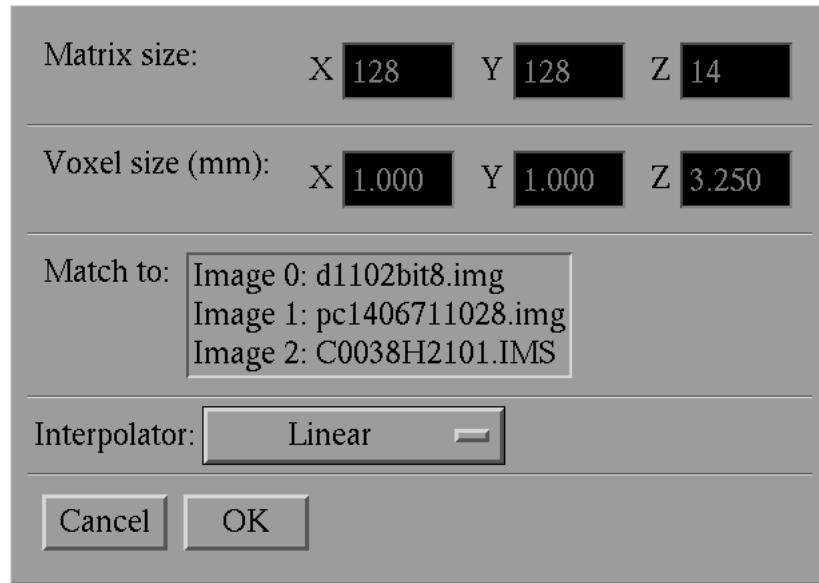 Matrix size: X 128 Y 128 Z 14
Voxel size (mm): X 1.000 Y 1.000 Z 3.250
Match to: Image 0: d1102bit8.img
Image 1: pc1406711028.img
Image 2: C0038H2101.IMS
Interpolator: Linear
Cancel OK